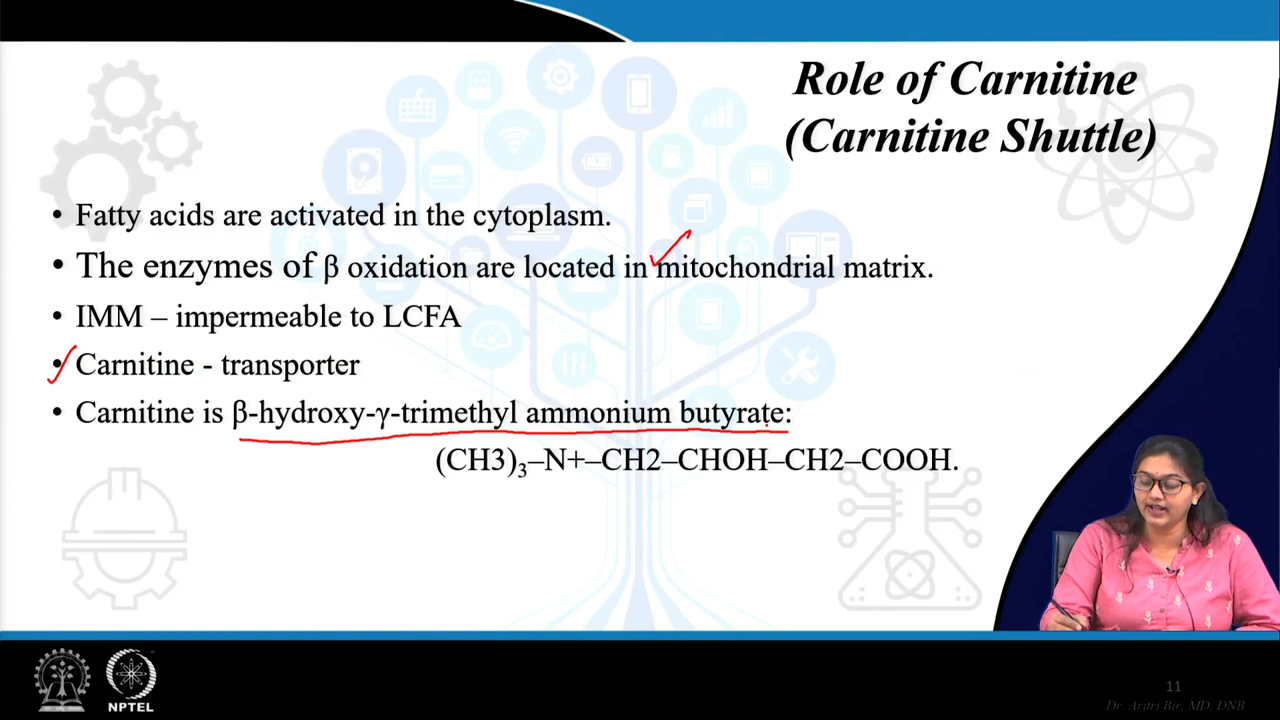 Role of Carnitine
(Carnitine Shuttle)
• Fatty acids are activated in the cytoplasm.
• The enzymes of β oxidation are located in mitochondrial matrix.
• IMM – impermeable to LCFA
• Carnitine - transporter
• Carnitine is β-hydroxy-γ-trimethyl ammonium butyrate:
(CH3)₃–N+–CH2–CHOH–CH2–COOH.
NPTEL
11
Dr. Aritri Bir, MD, DNB